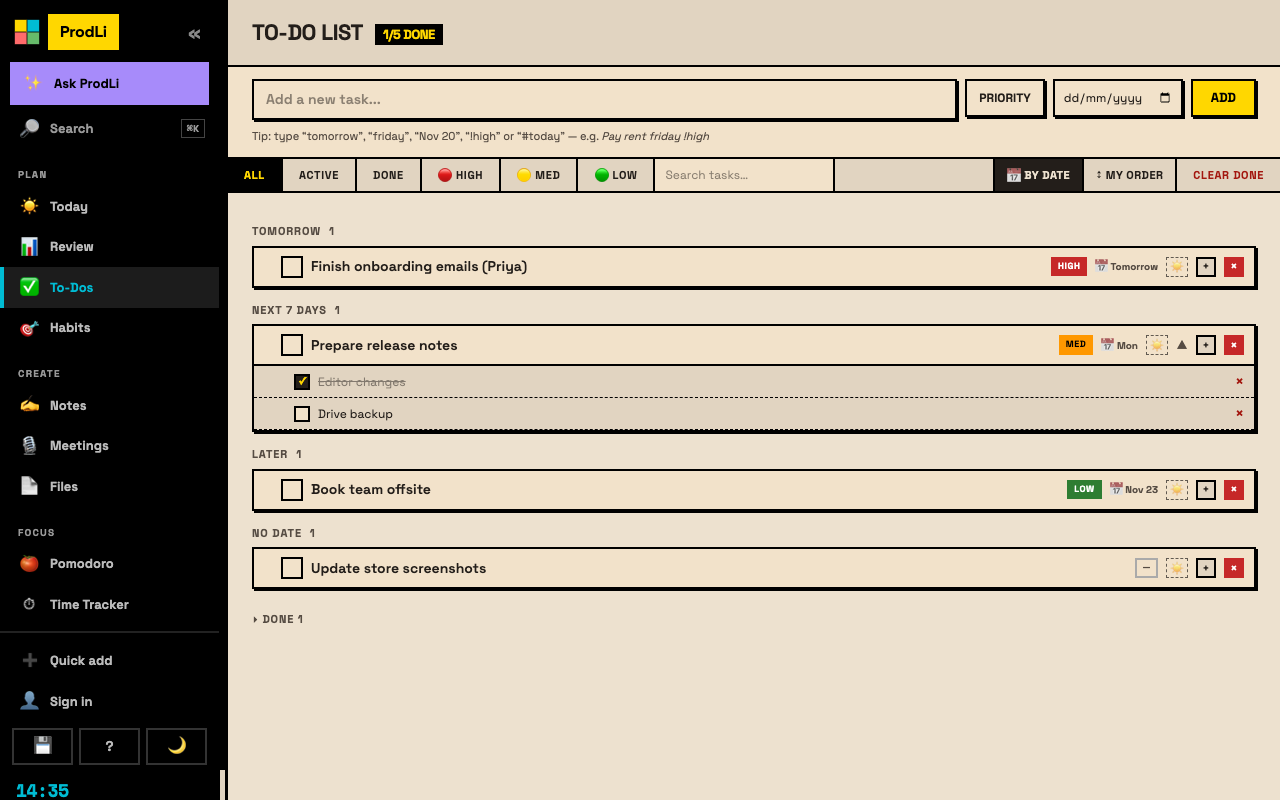 ProdLi
«
Ask ProdLi
Search ⌘K
PLAN
Today
Review
To-Dos
Habits
CREATE
Notes
Meetings
Files
FOCUS
Pomodoro
Time Tracker
Quick add
Sign in
?
14:35
TO-DO LIST 1/5 DONE
Add a new task... PRIORITY dd/mm/yyyy ADD
Tip: type “tomorrow”, “friday”, “Nov 20”, “!high” or “#today” — e.g. Pay rent friday !high
ALL ACTIVE DONE HIGH MED LOW Search tasks... BY DATE ↕ MY ORDER CLEAR DONE
TOMORROW 1
Finish onboarding emails (Priya) HIGH Tomorrow
NEXT 7 DAYS 1
Prepare release notes MED Mon
Editor changes
Drive backup
LATER 1
Book team offsite LOW Nov 23
NO DATE 1
Update store screenshots —
DONE 1